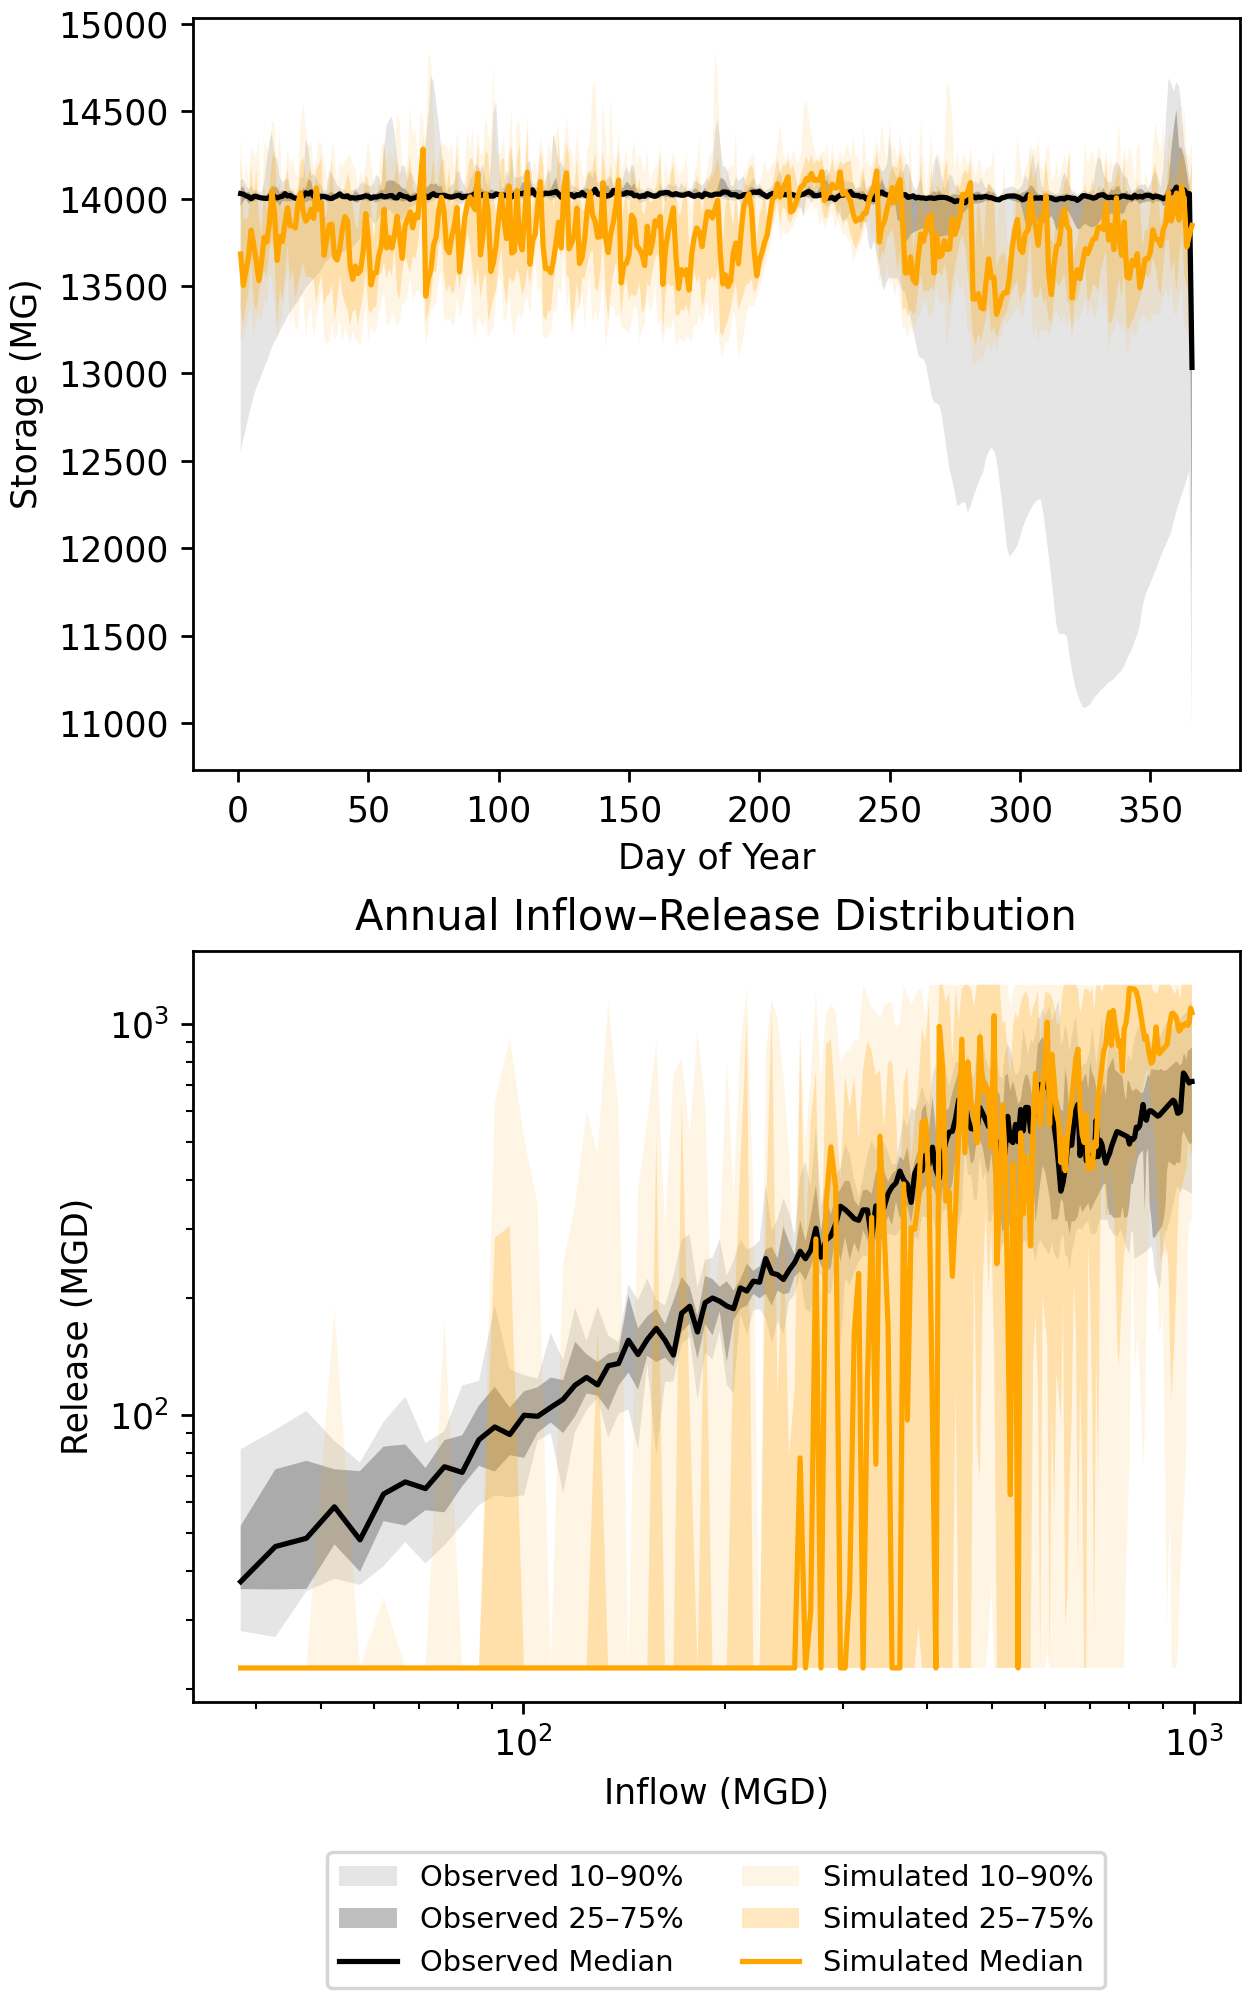 15000
14500
14000
13500
13000
12500
12000
11500
11000
Storage (MG)
0 50 100 150 200 250 300 350
Day of Year
Annual Inflow–Release Distribution
10³
10²
Release (MGD)
10² 10³
Inflow (MGD)
Observed 10–90% Simulated 10–90%
Observed 25–75% Simulated 25–75%
Observed Median Simulated Median